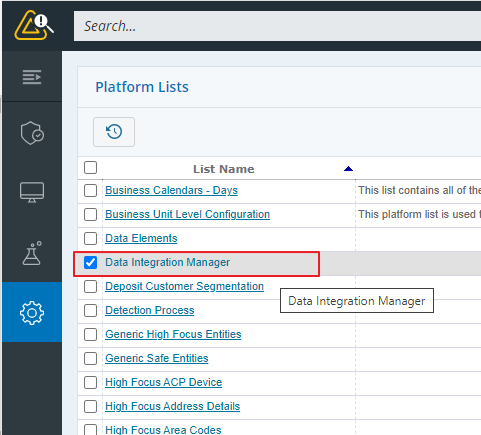 Search...
Platform Lists
List Name
Business Calendars - Days This list contains all of the
Business Unit Level Configuration This platform list is used f
Data Elements
Data Integration Manager
Deposit Customer Segmentation
Data Integration Manager
Detection Process
Generic High Focus Entities
Generic Safe Entities
High Focus ACP Device
High Focus Address Details
High Focus Area Codes